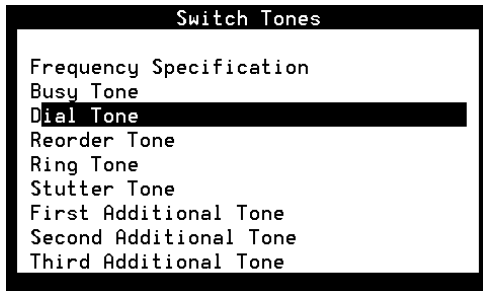 Switch Tones
Frequency Specification
Busy Tone
Dial Tone
Reorder Tone
Ring Tone
Stutter Tone
First Additional Tone
Second Additional Tone
Third Additional Tone